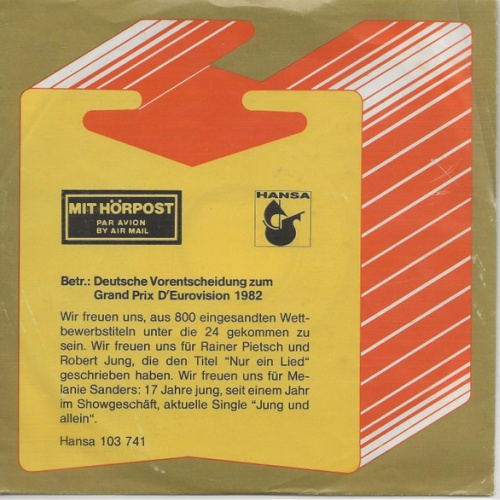 MIT HÖRPOST
PAR AVION
BY AIR MAIL
HANSA
Betr.: Deutsche Vorentscheidung zum
Grand Prix D'Eurovision 1982
Wir freuen uns, aus 800 eingesandten Wett-
bewerbstiteln unter die 24 gekommen zu
sein. Wir freuen uns für Rainer Pietsch und
Robert Jung, die den Titel "Nur ein Lied"
geschrieben haben. Wir freuen uns für Me-
lanie Sanders: 17 Jahre jung, seit einem Jahr
im Showgeschäft, aktuelle Single "Jung und
allein".
Hansa 103 741